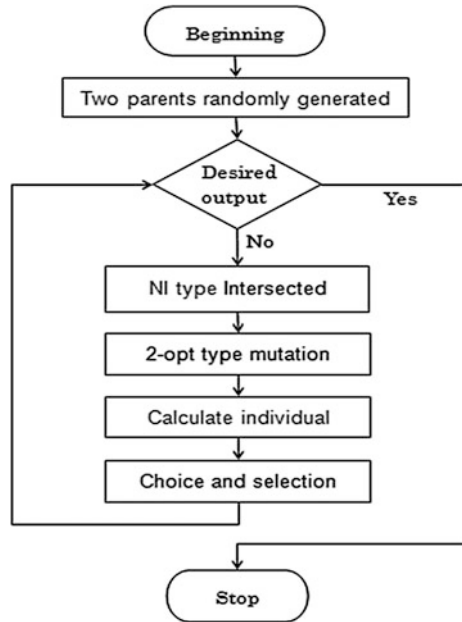 Beginning
Two parents randomly generated
Desired
output
Yes
No
NI type Intersected
2-opt type mutation
Calculate individual
Choice and selection
Stop